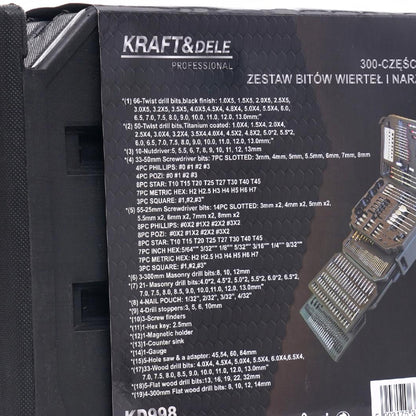 KRAFT&DELE
PROFESSIONAL
300-CZĘŚC
ZESTAW BITÓW WIERTEŁ I NARZ
*(1) 66-Twist drill bits,black finish: 1.0X5, 1.5X5, 2.0X5, 2.5X5,
3.0X5, 3.2X5, 3.5X5, 4.0X5,4.5X5, 4.8X4, 5.0X4, 5.5X4, 6.0,
6.5, 7.0, 7.5, 8.0, 9.0, 10.0, 11.0, 12.0, 13.0mm;"
*(2) 50-Twist drill bits,Titanium coated: 1.0X4, 1.5X4, 2.0X4,
2.5X4, 3.0X4, 3.2X4, 3.5X4,4.0X4, 4.5*2, 4.8X2, 5.0*2, 5.5*2,
6.0, 6.5, 7.0, 7.5, 8.0, 9.0, 10.0, 11.0, 12.0, 13.0mm;"
*(3) 10-Nutdriver:5, 5.5, 6, 7, 8, 9, 10, 11, 12, 13mm
*(4) 33-50mm Screwdriver bits: 7PC SLOTTED: 3mm, 4mm, 5mm, 5.5mm, 6mm, 7mm, 8mm
4PC PHILLIPS: #0 #1 #2 #3
4PC POZI: #0 #1 #2 #3
8PC STAR: T10 T15 T20 T25 T27 T30 T40 T45
7PC METRIC HEX: H2 H2.5 H3 H4 H5 H6 H7
3PC SQUARE: #1,#2,#3"
*(5) 65-25mm Screwdriver bits: 14PC SLOTTED: 3mm x2, 4mm x2, 5mm x2,
5.5mm x2, 6mm x2, 7mm x2, 8mm x2
8PC PHILLIPS: #0X2 #1X2 #2X2 #3X2
8PC POZI: #0X2 #1X2 #2X2 #3X2
8PC STAR: T10 T15 T20 T25 T27 T30 T40 T45
7PC INCH HEX:5/64" 3/32" 1/8" 5/32" 3/16" 1/4" 9/32"
7PC METRIC HEX: H2 H2.5 H3 H4 H5 H6 H7
3PC SQUARE: #1,#2,#3"
*(6) 3-300mm Masonry drill bits:8, 10, 12mm
*(7) 21- Masonry drill bits:4.0*2, 4.5*2, 5.0*2, 5.5*2, 6.0*2, 6.5*2,
7.0, 7.5, 8.0, 8.5, 9.0, 10.0,11.0, 12.0, 13.0mm"
*(8) 4-NAIL POUCH: 1/32", 2/32", 3/32", 4/32"
*(9) 4-Drill stoppers:3, 5, 6, 10mm
*(10)3-Screw finders
*(11)1-Hex key: 2.5mm
*(12)1-Magnetic holder
*(13)1-Counter sink
*(14)1-Gauge
*(15)5-Hole saw & a adapter: 45,54, 60, 64mm
*(17)33-Wood drill bits: 4.0X4, 4.5X4, 5.0X4, 5.5X4, 6.0X4,6.5X4,
7.0, 7.5, 8.0, 8.5, 9.0, 10.0, 11.0, 12.0, 13.0mm"
*(18)5-Flat wood drill bits: 13, 16, 19, 22, 32mm
*(19)4-300mm Flat wood drill bits: 8, 10, 12, 14mm
KD998